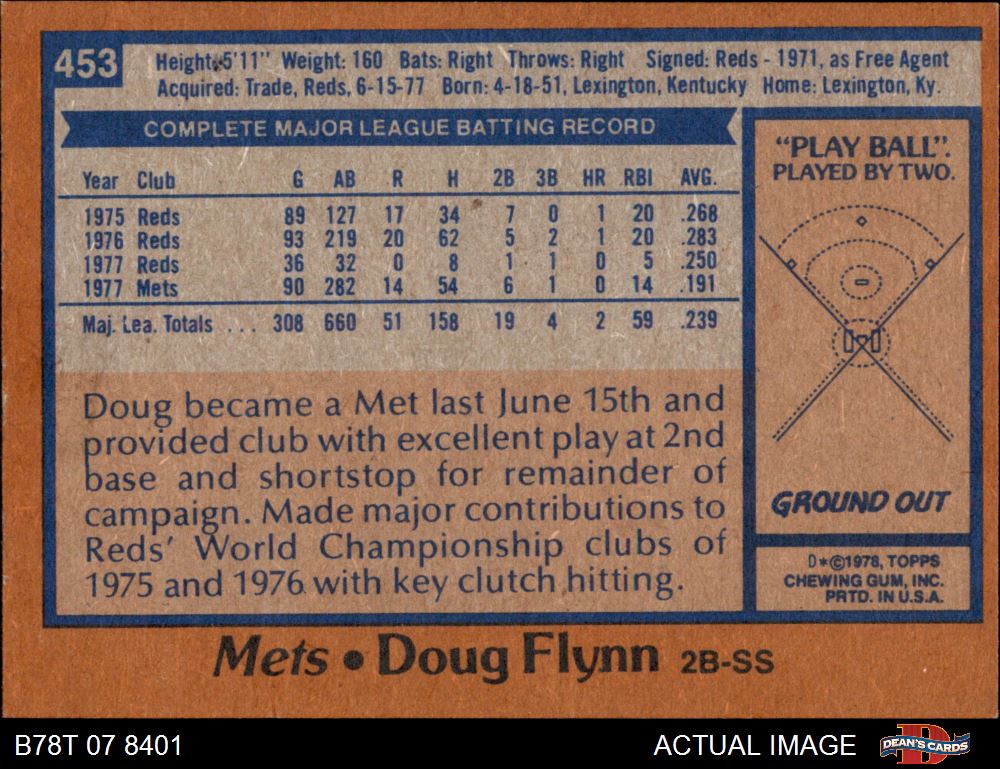 453
Height: 5'11" Weight: 160 Bats: Right Throws: Right Signed: Reds - 1971, as Free Agent
Acquired: Trade, Reds, 6-15-77 Born: 4-18-51, Lexington, Kentucky Home: Lexington, Ky.
COMPLETE MAJOR LEAGUE BATTING RECORD
Year Club G AB R H 2B 3B HR RBI AVG.
1975 Reds 89 127 17 34 7 0 1 20 .268
1976 Reds 93 219 20 62 5 2 1 20 .283
1977 Reds 36 32 0 8 1 1 0 5 .250
1977 Mets 90 282 14 54 6 1 0 14 .191
Maj. Lea. Totals ... 308 660 51 158 19 4 2 59 .239
Doug became a Met last June 15th and
provided club with excellent play at 2nd
base and shortstop for remainder of
campaign. Made major contributions to
Reds' World Championship clubs of
1975 and 1976 with key clutch hitting.
"PLAY BALL".
PLAYED BY TWO.
GROUND OUT
D*©1978, TOPPS
CHEWING GUM, INC.
PRTD. IN U.S.A.
Mets • Doug Flynn 2B-SS
B78T 07 8401
ACTUAL IMAGE
DEAN'S CARDS